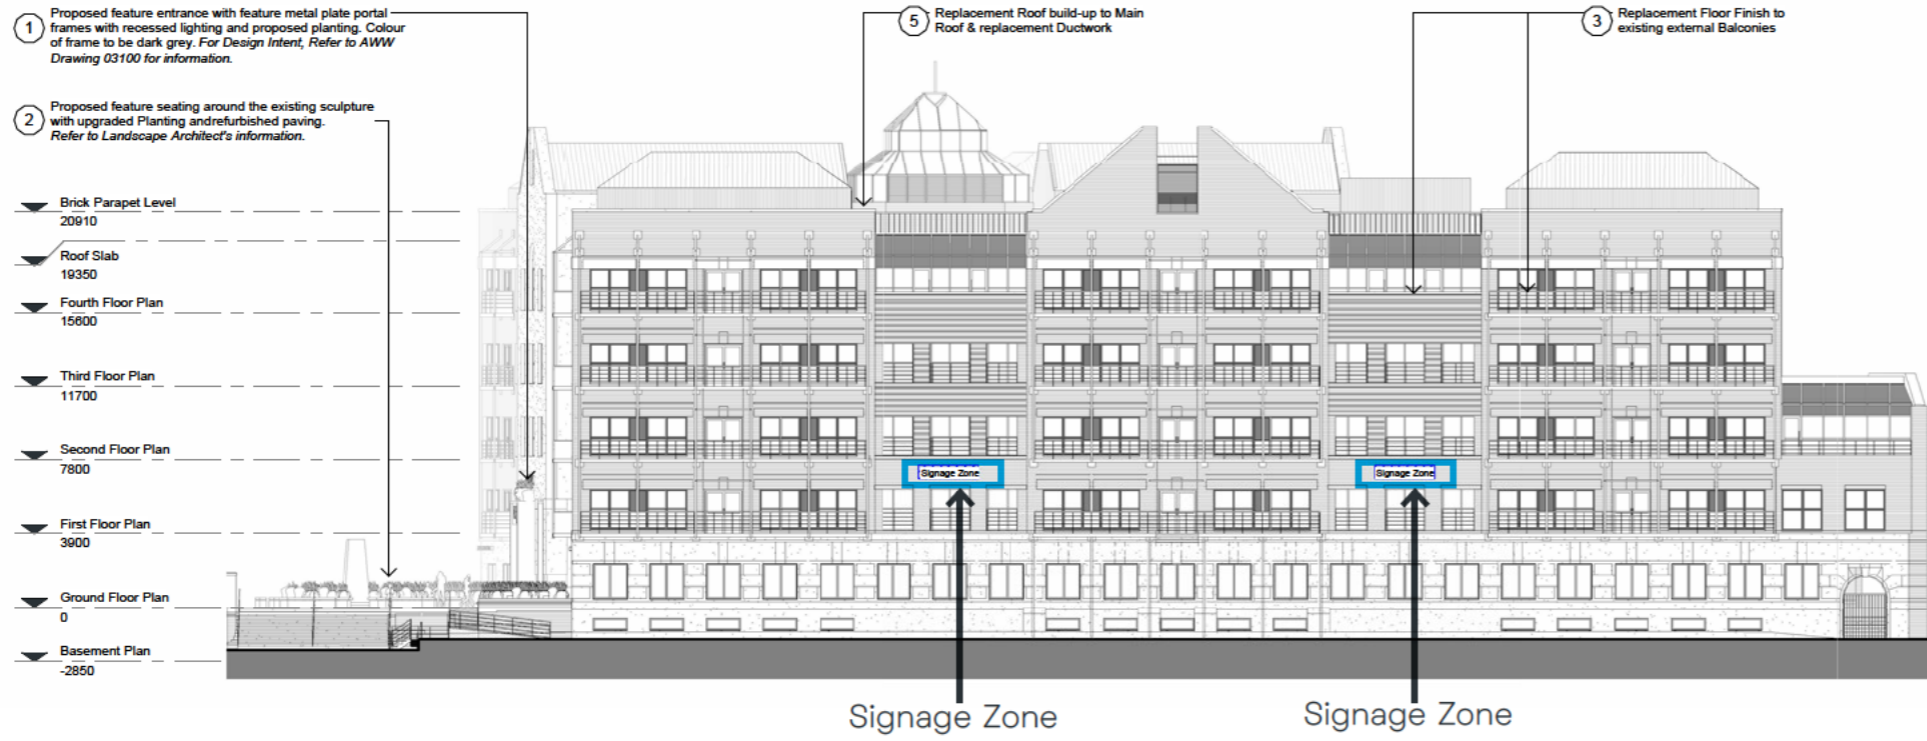 1
Proposed feature entrance with feature metal plate portal
frames with recessed lighting and proposed planting. Colour
of frame to be dark grey. For Design Intent, Refer to AWW
Drawing 03100 for information.
5
Replacement Roof build-up to Main
Roof & replacement Ductwork
3
Replacement Floor Finish to
existing external Balconies
2
Proposed feature seating around the existing sculpture
with upgraded Planting andrefurbished paving.
Refer to Landscape Architect's information.
Brick Parapet Level
20910
Roof Slab
19350
Fourth Floor Plan
15600
Third Floor Plan
11700
Second Floor Plan
7800
Signage Zone
Signage Zone
First Floor Plan
3900
Ground Floor Plan
0
Basement Plan
-2850
Signage Zone
Signage Zone